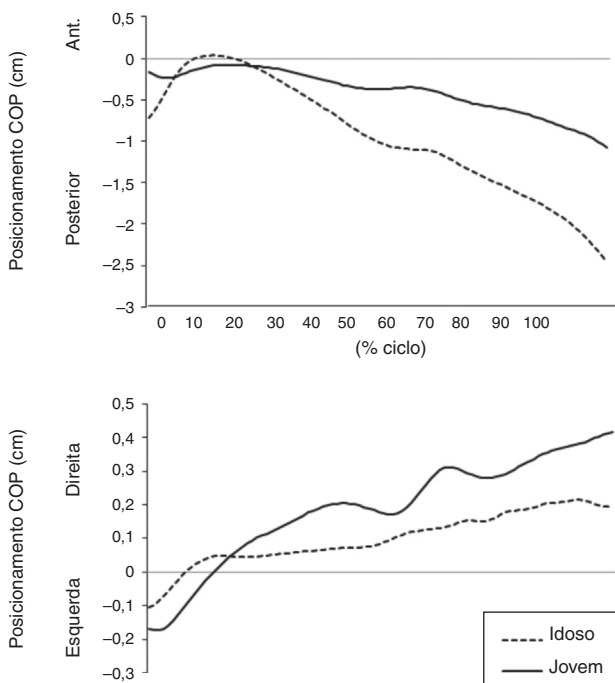 Posicionamento COP (cm)
Posterior
Ant.
0,5
0
–0,5
–1
–1,5
–2
–2,5
–3
0 10 20 30 40 50 60 70 80 90 100
(% ciclo)
Posicionamento COP (cm)
Esquerda
Direita
0,5
0,4
0,3
0,2
0,1
0
–0,1
–0,2
–0,3
Idoso
Jovem